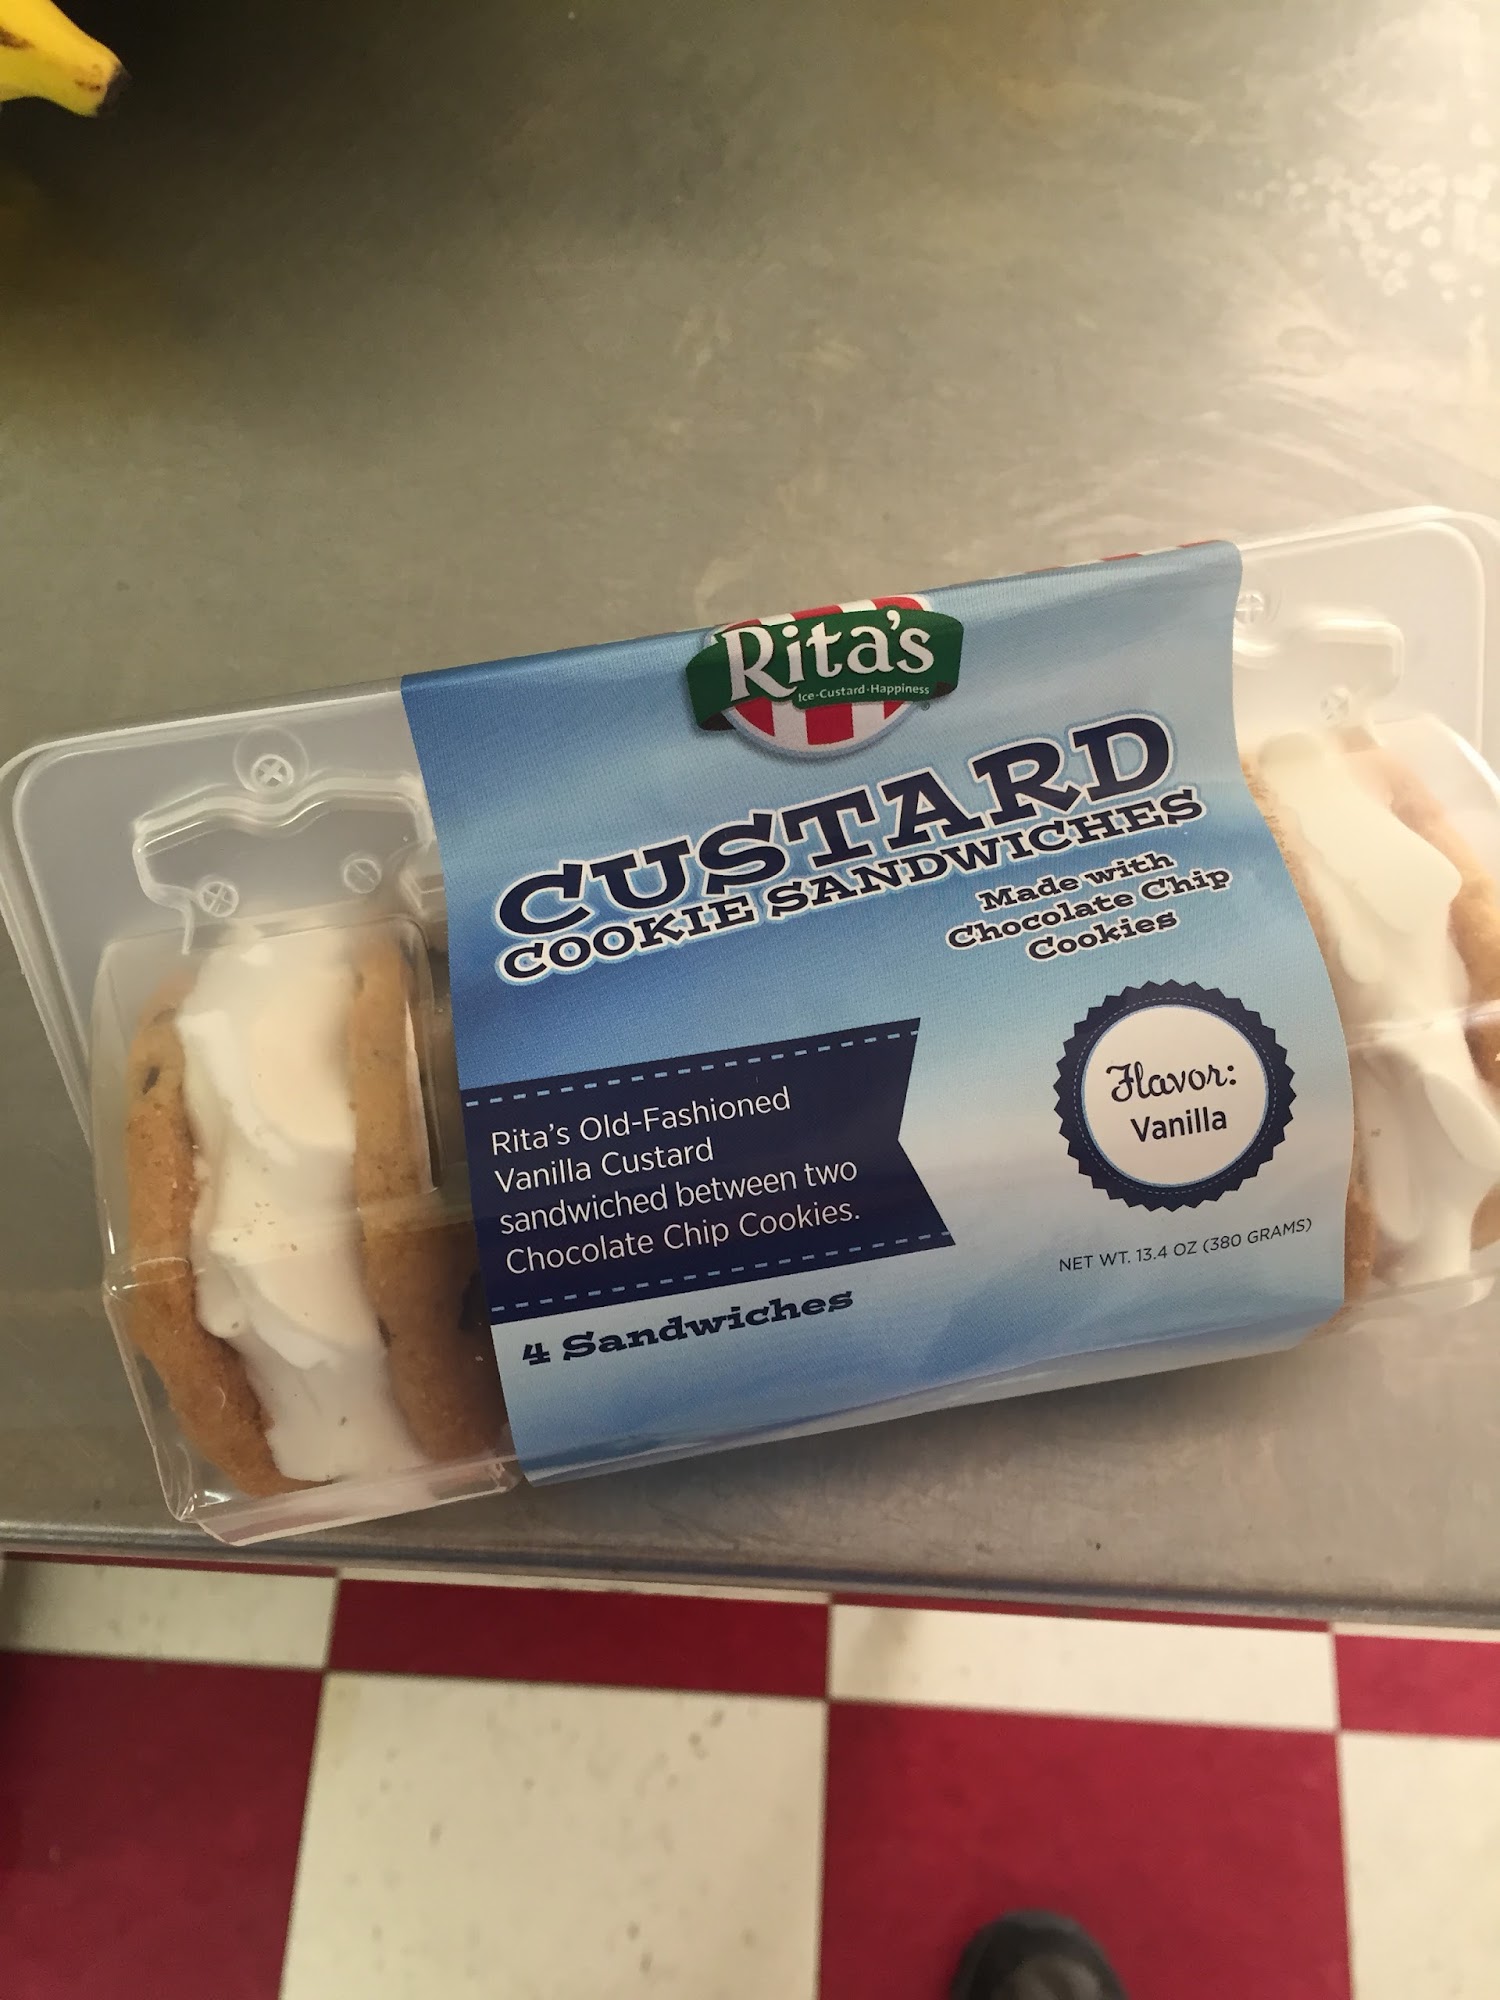 Rita's
Ice-Custard-Happiness
CUSTARD
COOKIE SANDWICHES
Made with
Chocolate Chip
Cookies
Rita's Old-Fashioned
Vanilla Custard
sandwiched between two
Chocolate Chip Cookies.
4 Sandwiches
Flavor:
Vanilla
NET WT. 13.4 OZ (380 GRAMS)